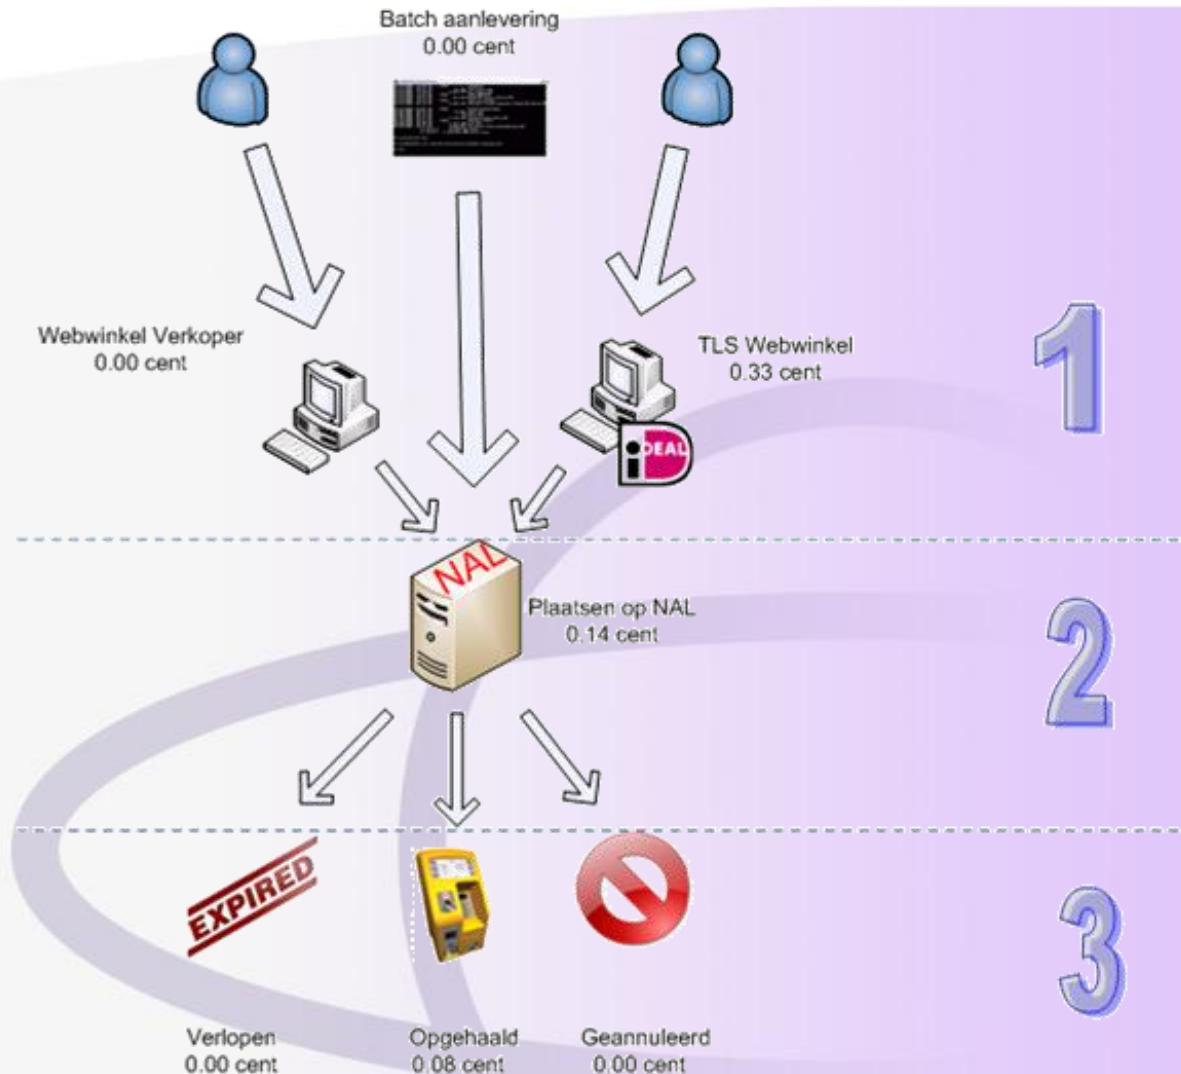 Batch aanlevering
0.00 cent
Webwinkel Verkoper
0.00 cent
TLS Webwinkel
0.33 cent
iDEAL
1
NAL
Plaatsen op NAL
0.14 cent
2
EXPIRED
3
Verlopen
0.00 cent
Opgehaald
0.08 cent
Geannuleerd
0.00 cent